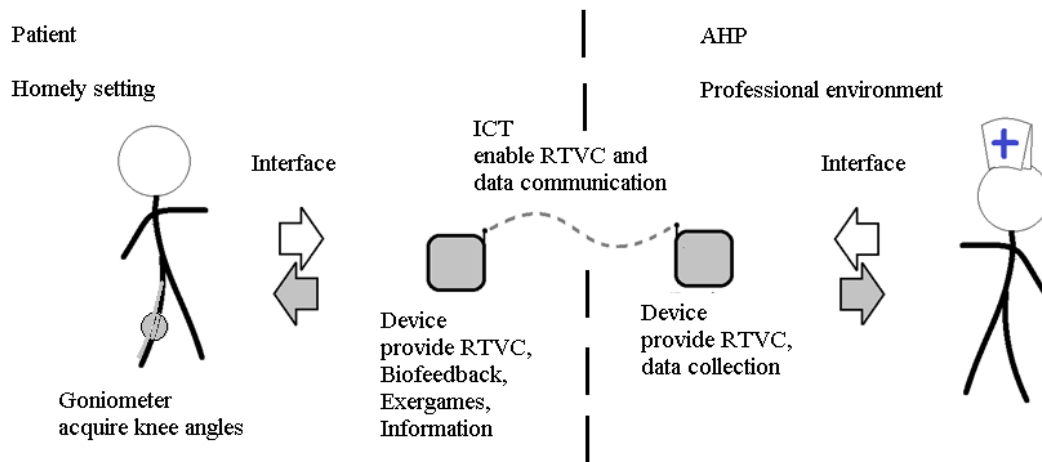 Patient
Homely setting
AHP
Professional environment
ICT
enable RTVC and
data communication
Interface
Interface
Device
provide RTVC,
Biofeedback,
Exergames,
Information
Device
provide RTVC,
data collection
Goniometer
acquire knee angles